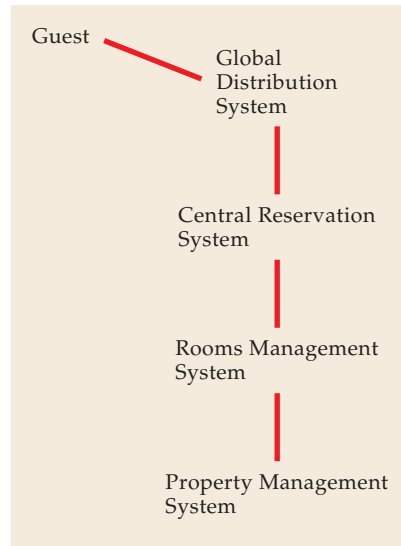 Guest
Global
Distribution
System
Central Reservation
System
Rooms Management
System
Property Management
System